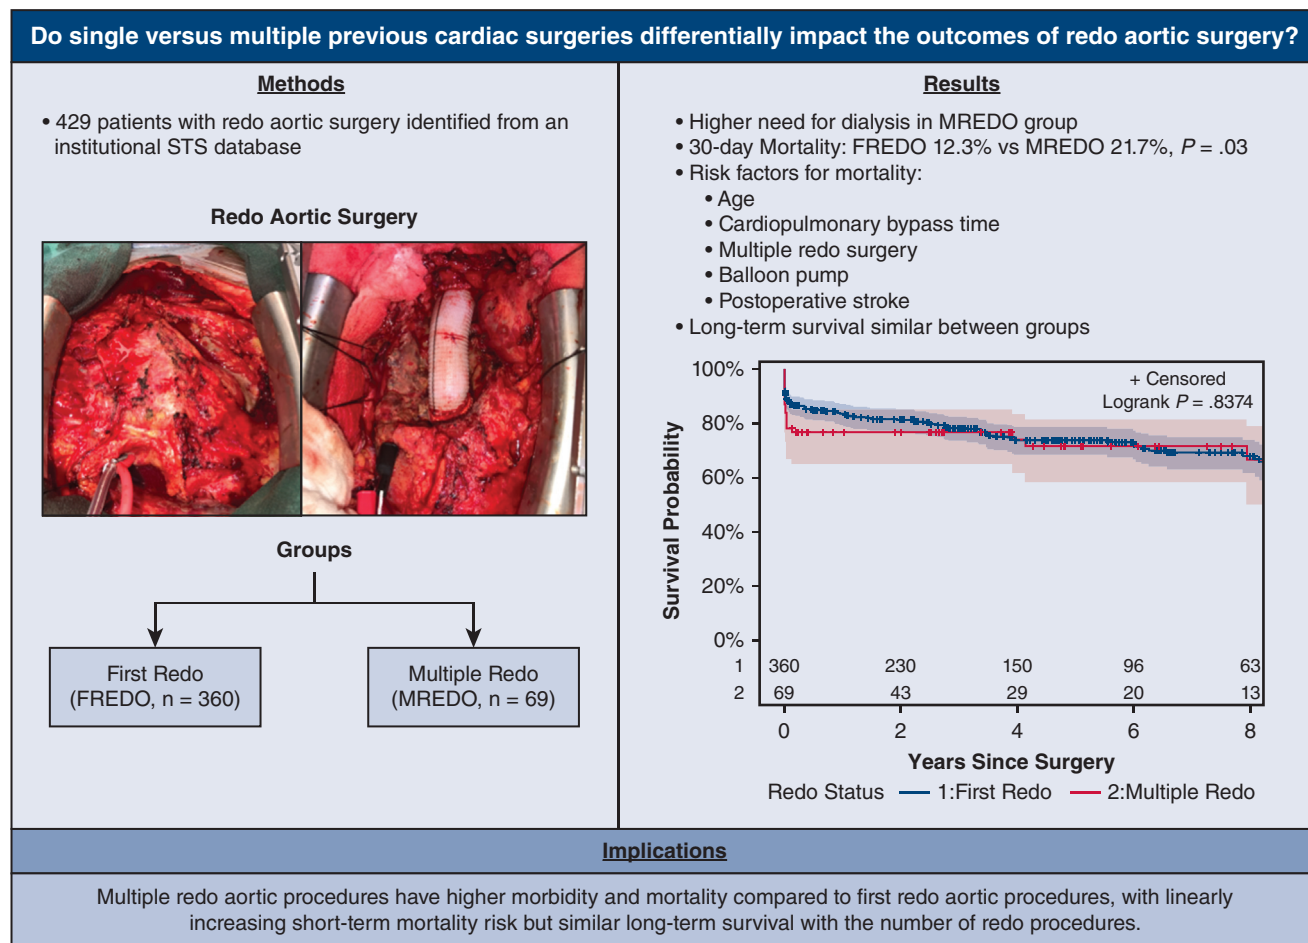 Do single versus multiple previous cardiac surgeries differentially impact the outcomes of redo aortic surgery?
Methods
• 429 patients with redo aortic surgery identified from an
institutional STS database
Redo Aortic Surgery
Groups
First Redo
(FREDO, n = 360)
Multiple Redo
(MREDO, n = 69)
Results
• Higher need for dialysis in MREDO group
• 30-day Mortality: FREDO 12.3% vs MREDO 21.7%, P = .03
• Risk factors for mortality:
• Age
• Cardiopulmonary bypass time
• Multiple redo surgery
• Balloon pump
• Postoperative stroke
• Long-term survival similar between groups
+ Censored
Logrank P = .8374
Survival Probability
100%
80%
60%
40%
20%
0%
1 360 230 150 96 63
2 69 43 29 20 13
0 2 4 6 8
Years Since Surgery
Redo Status 1:First Redo 2:Multiple Redo
Implications
Multiple redo aortic procedures have higher morbidity and mortality compared to first redo aortic procedures, with linearly
increasing short-term mortality risk but similar long-term survival with the number of redo procedures.